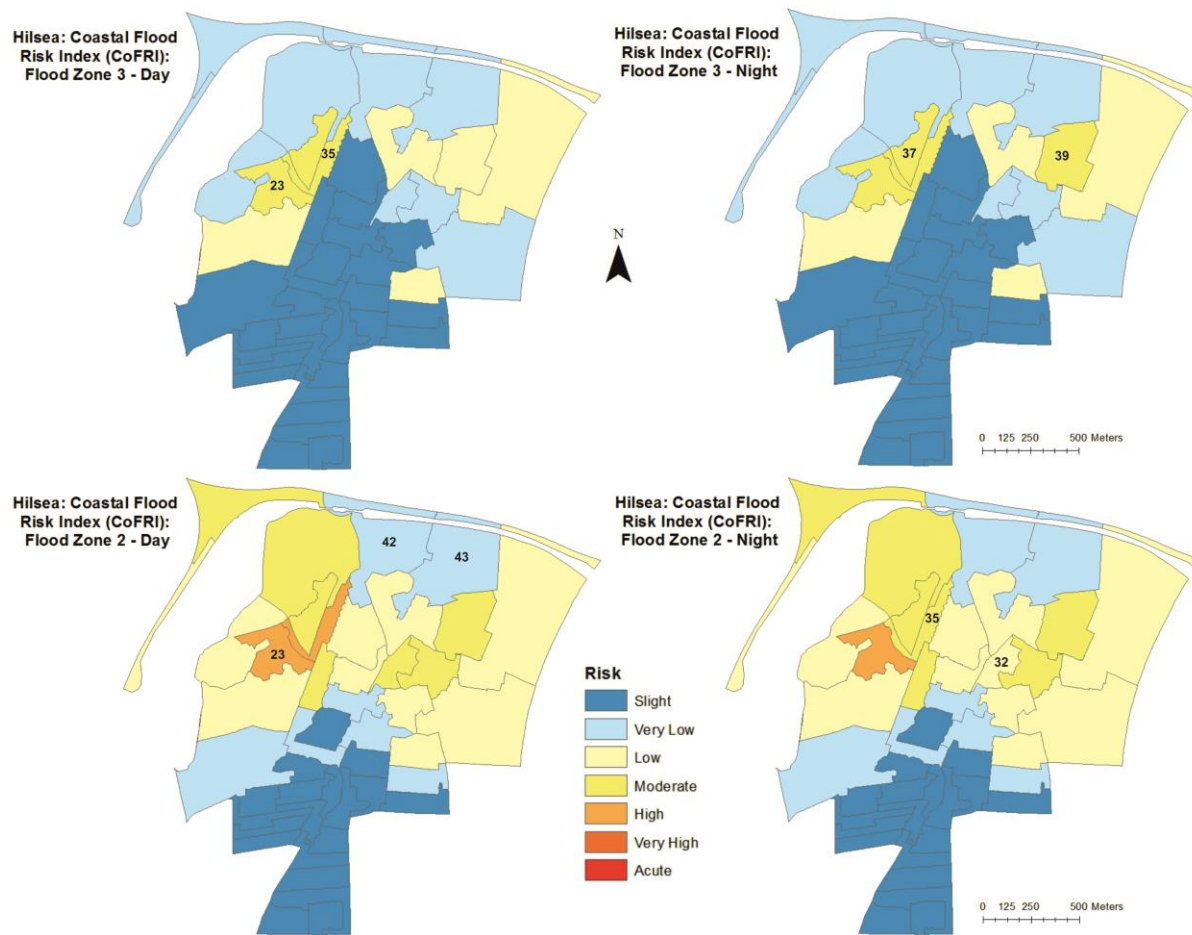 Hilsea: Coastal Flood
Risk Index (CoFRI):
Flood Zone 3 - Day
35
23
Hilsea: Coastal Flood
Risk Index (CoFRI):
Flood Zone 3 - Night
37
39
N
0 125 250 500 Meters
Hilsea: Coastal Flood
Risk Index (CoFRI):
Flood Zone 2 - Day
42
43
23
Hilsea: Coastal Flood
Risk Index (CoFRI):
Flood Zone 2 - Night
35
32
Risk
Slight
Very Low
Low
Moderate
High
Very High
Acute
0 125 250 500 Meters